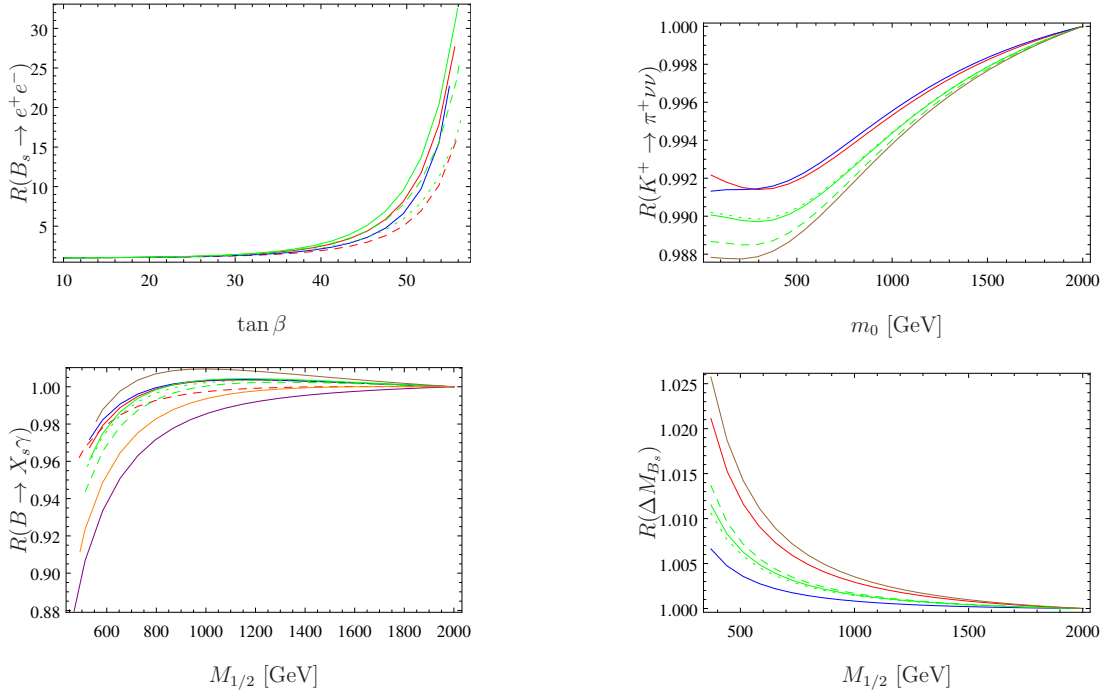 R(B_s → e^+e^-)
30
25
20
15
10
5
10 20 30 40 50
tan β
R(K^+ → π^+νν)
1.000
0.998
0.996
0.994
0.992
0.990
0.988
500 1000 1500 2000
m_0 [GeV]
R(B → X_sγ)
1.00
0.98
0.96
0.94
0.92
0.90
0.88
600 800 1000 1200 1400 1600 1800 2000
M_{1/2} [GeV]
R(ΔM_{B_s})
1.025
1.020
1.015
1.010
1.005
1.000
500 1000 1500 2000
M_{1/2} [GeV]